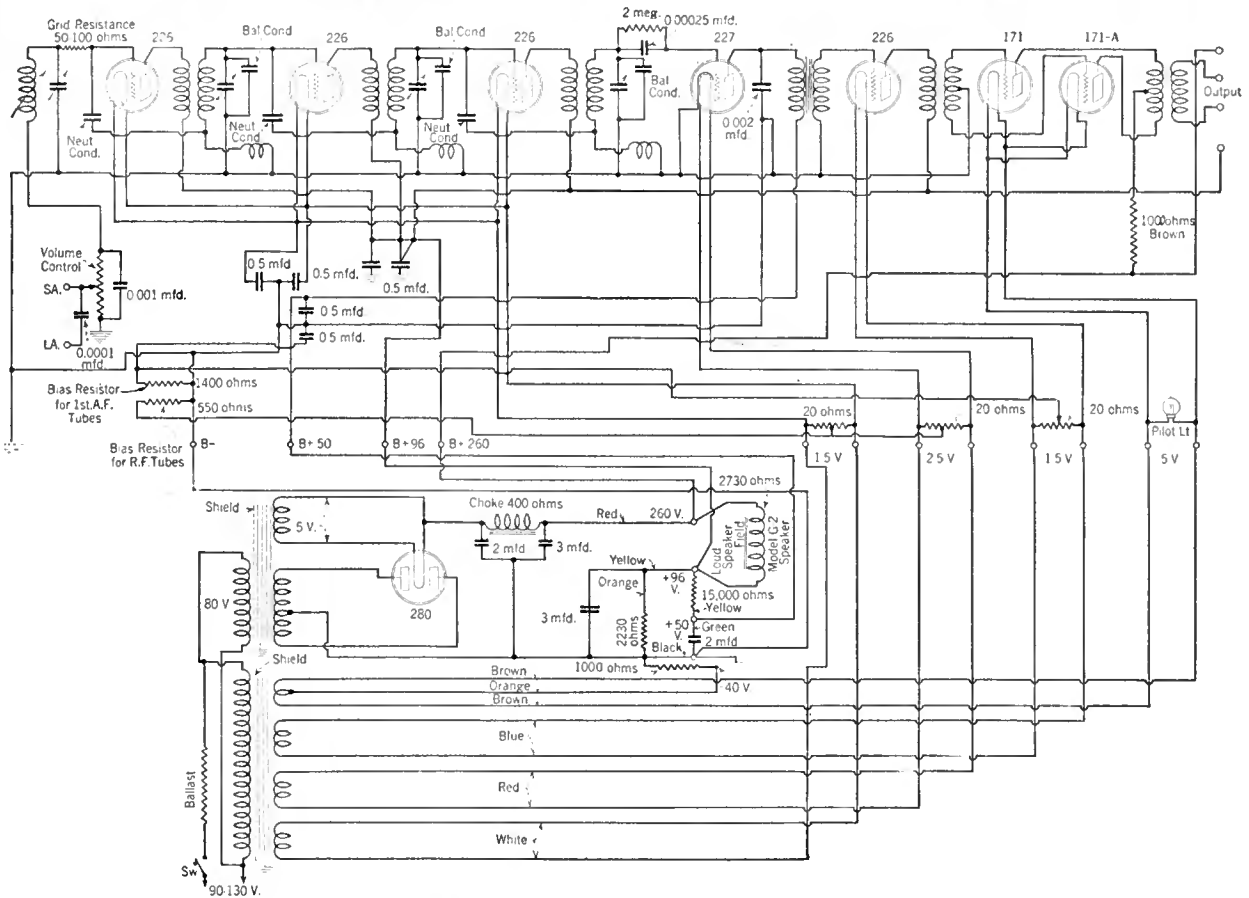 Grid Resistance
50-100 ohms
225
Bal Cond
226
Bal Cond
226
2 meg.
0.00025 mfd.
227
226
171
171-A
Output
Neut
Cond.
Neut
Cond.
Neut
Cond.
Bal
Cond.
0.002
mfd.
1000ohms
Brown
Volume
Control
SA.
LA.
0.001 mfd.
0.0001
mfd.
0.5 mfd
0.5 mfd.
0.5 mfd.
0.5 mfd.
0.5 mfd.
Bias Resistor
for 1st.A.F.
Tubes
1400 ohms
550 ohms
Bias Resistor
for R.F.Tubes
B-
B+ 50
B+96
B+ 260
20 ohms
20 ohms
20 ohms
Pilot Lt
1.5 V
2.5 V
1.5 V
5 V
Shield
5 V.
Choke 400 ohms
Red
260 V.
2730 ohms
2 mfd
3 mfd.
Loud
Speaker
Field
Model G.2
Speaker
80 V
280
Yellow
Orange
+96
V.
15,000 ohms
Yellow
3 mfd.
2230
ohms
+50
V.
Green
2 mfd
Black
1000 ohms
40 V.
Shield
Brown
Orange
Brown
Blue
Red
White
Ballast
Sw
90-130 V.